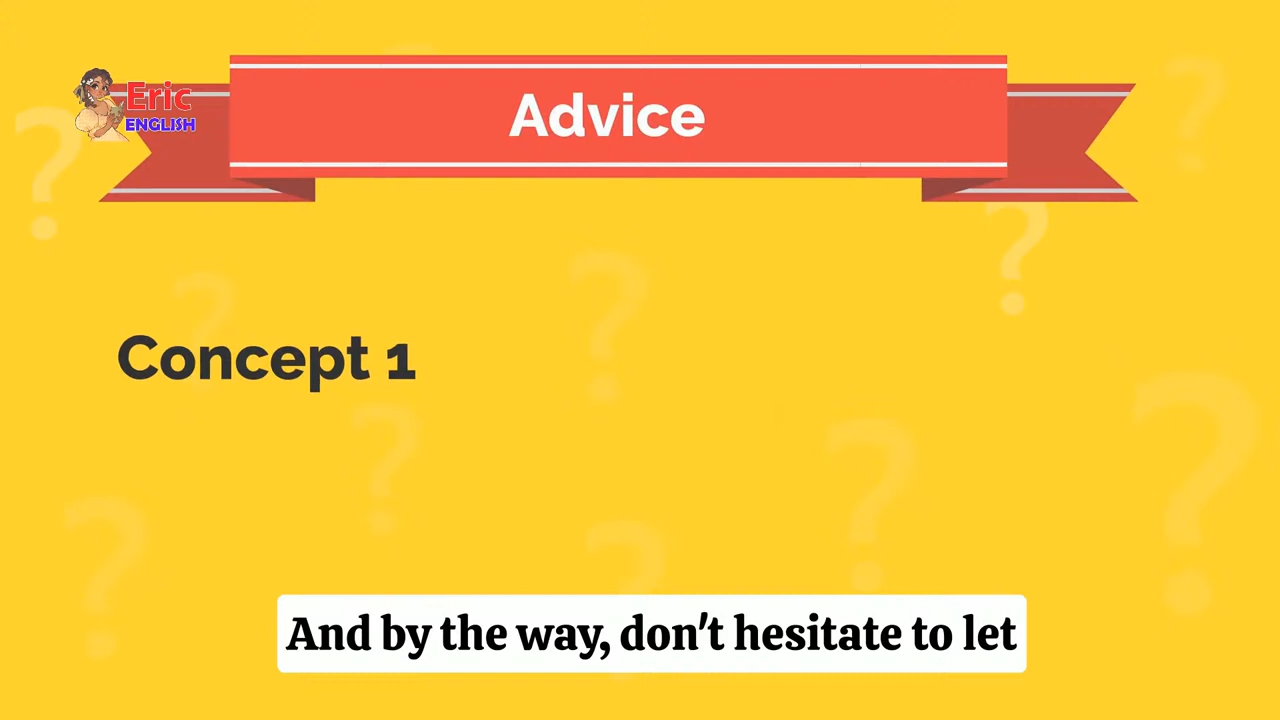 Advice
Eric
ENGLISH
Concept 1
And by the way, don't hesitate to let